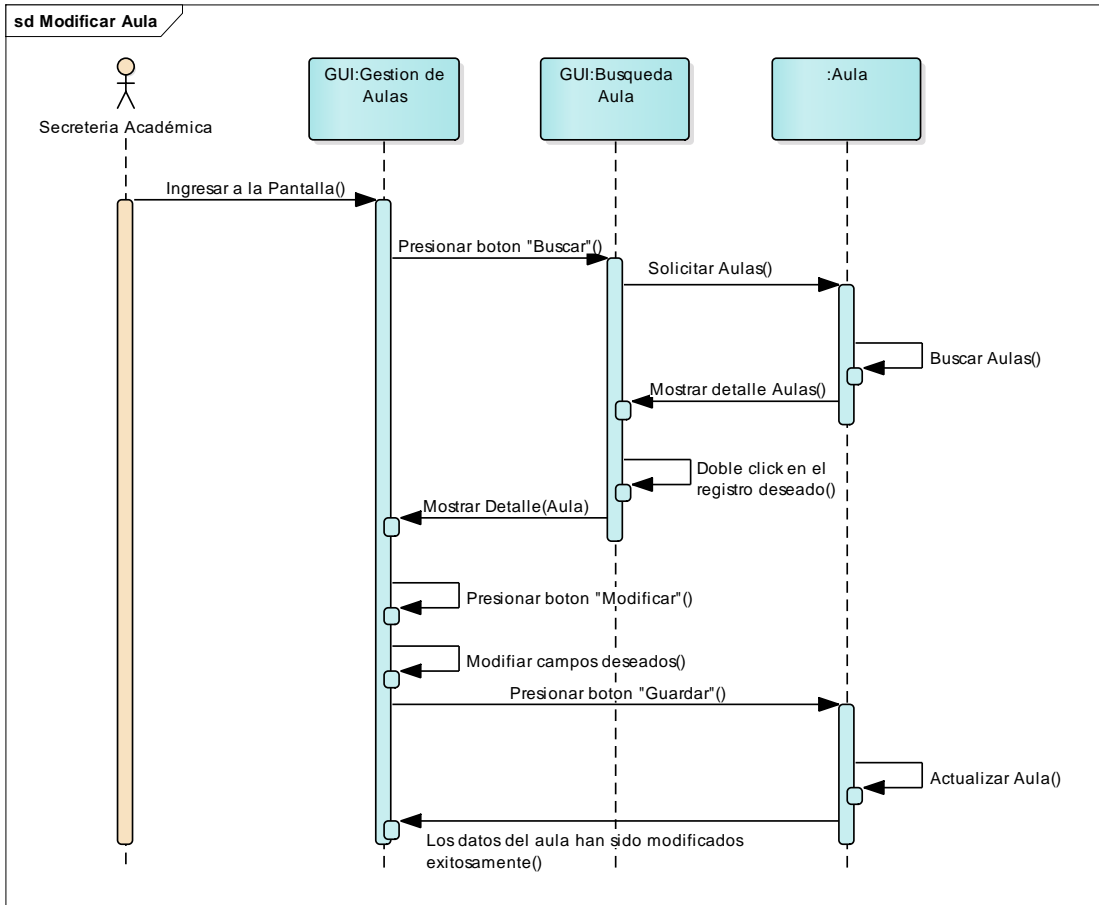 sd Modificar Aula
GUI:Gestion de
Aulas
GUI:Busqueda
Aula
:Aula
Secreteria Académica
Ingresar a la Pantalla()
Presionar boton "Buscar"()
Solicitar Aulas()
Buscar Aulas()
Mostrar detalle Aulas()
Doble click en el
registro deseado()
Mostrar Detalle(Aula)
Presionar boton "Modificar"()
Modifiar campos deseados()
Presionar boton "Guardar"()
Actualizar Aula()
Los datos del aula han sido modificados
exitosamente()